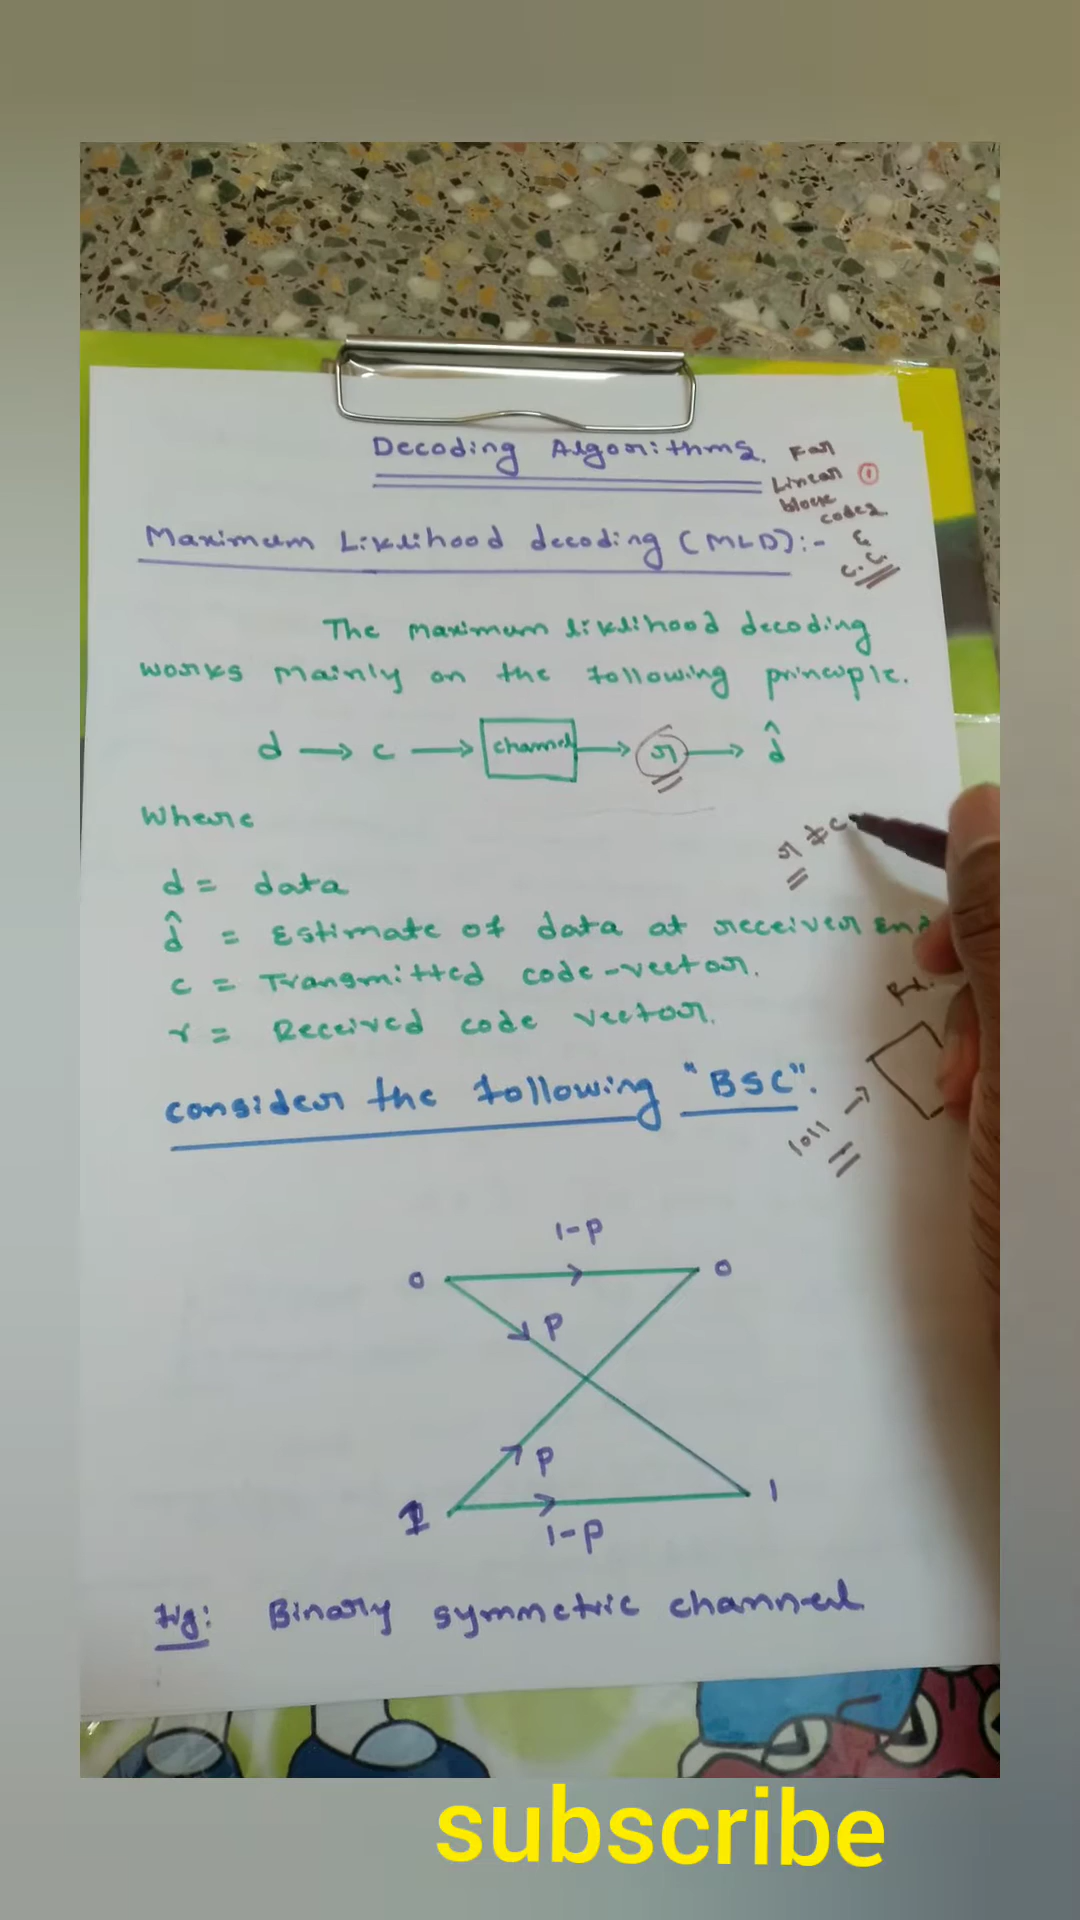 Decoding Algorithms. For
Linear ①
block
codes
&
C.C.
Maximum Liklihood decoding (MLD):-
The maximum liklihood decoding
works mainly on the following principle.
d → c → channel → r → d̂
Where
r ≠ c
d = data
d̂ = Estimate of data at receiver end
c = Transmitted code-vector.
r = Received code vector.
consider the following "BSC".
1011 →
1-P
0 0
P
P
1 1
1-P
Fig: Binary symmetric channel
subscribe